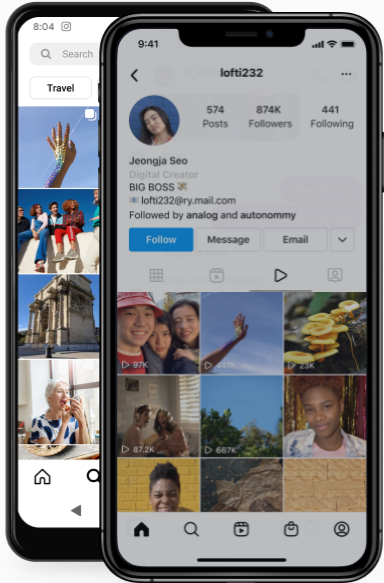 8:04
Search
Travel
9:41
lofti232
574
874K
441
Posts
Followers
Following
Jeongja Seo
Digital Creator
BIG BOSS
lofti232@ry.mail.com
Followed by analog and autonommy
Follow
Message
Email
97K
23K
87.2K
667K